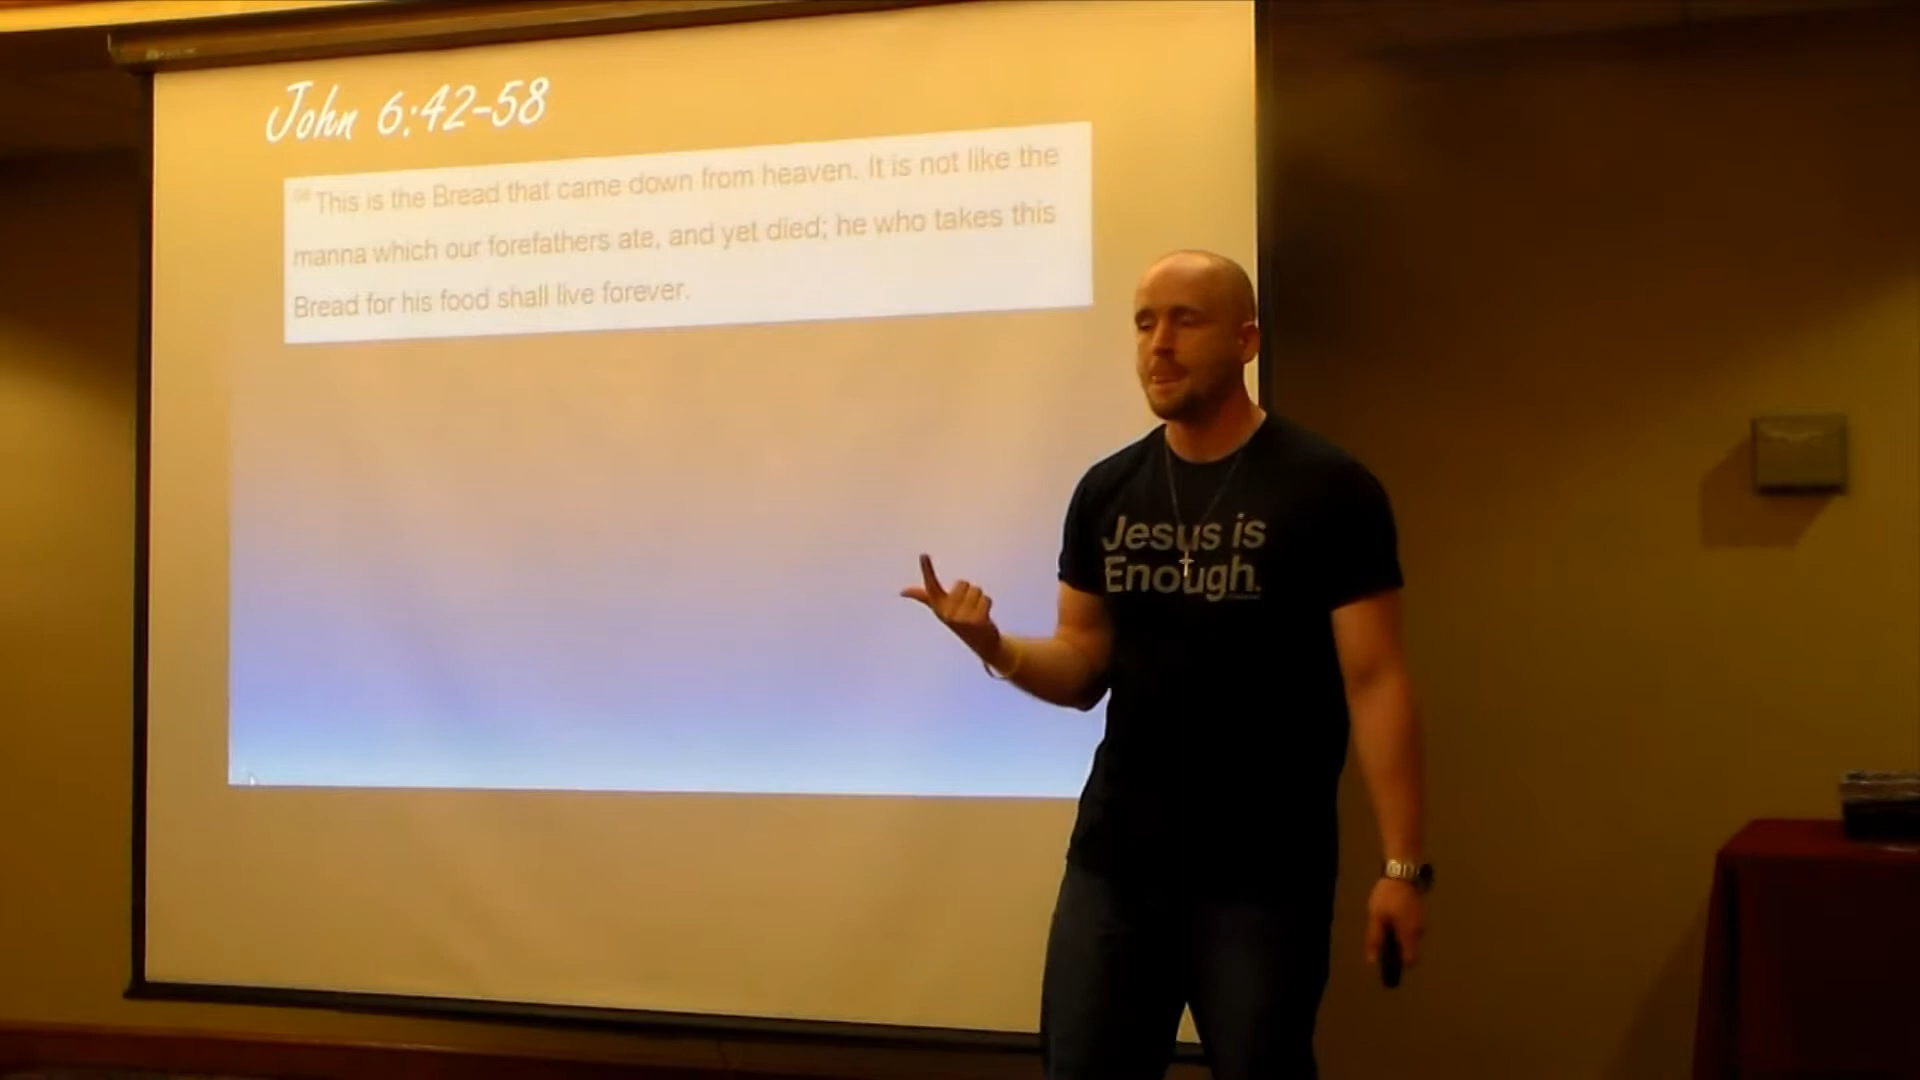 John 6:42-58
58 This is the Bread that came down from heaven. It is not like the
manna which our forefathers ate, and yet died; he who takes this
Bread for his food shall live forever.
Jesus is
Enough.